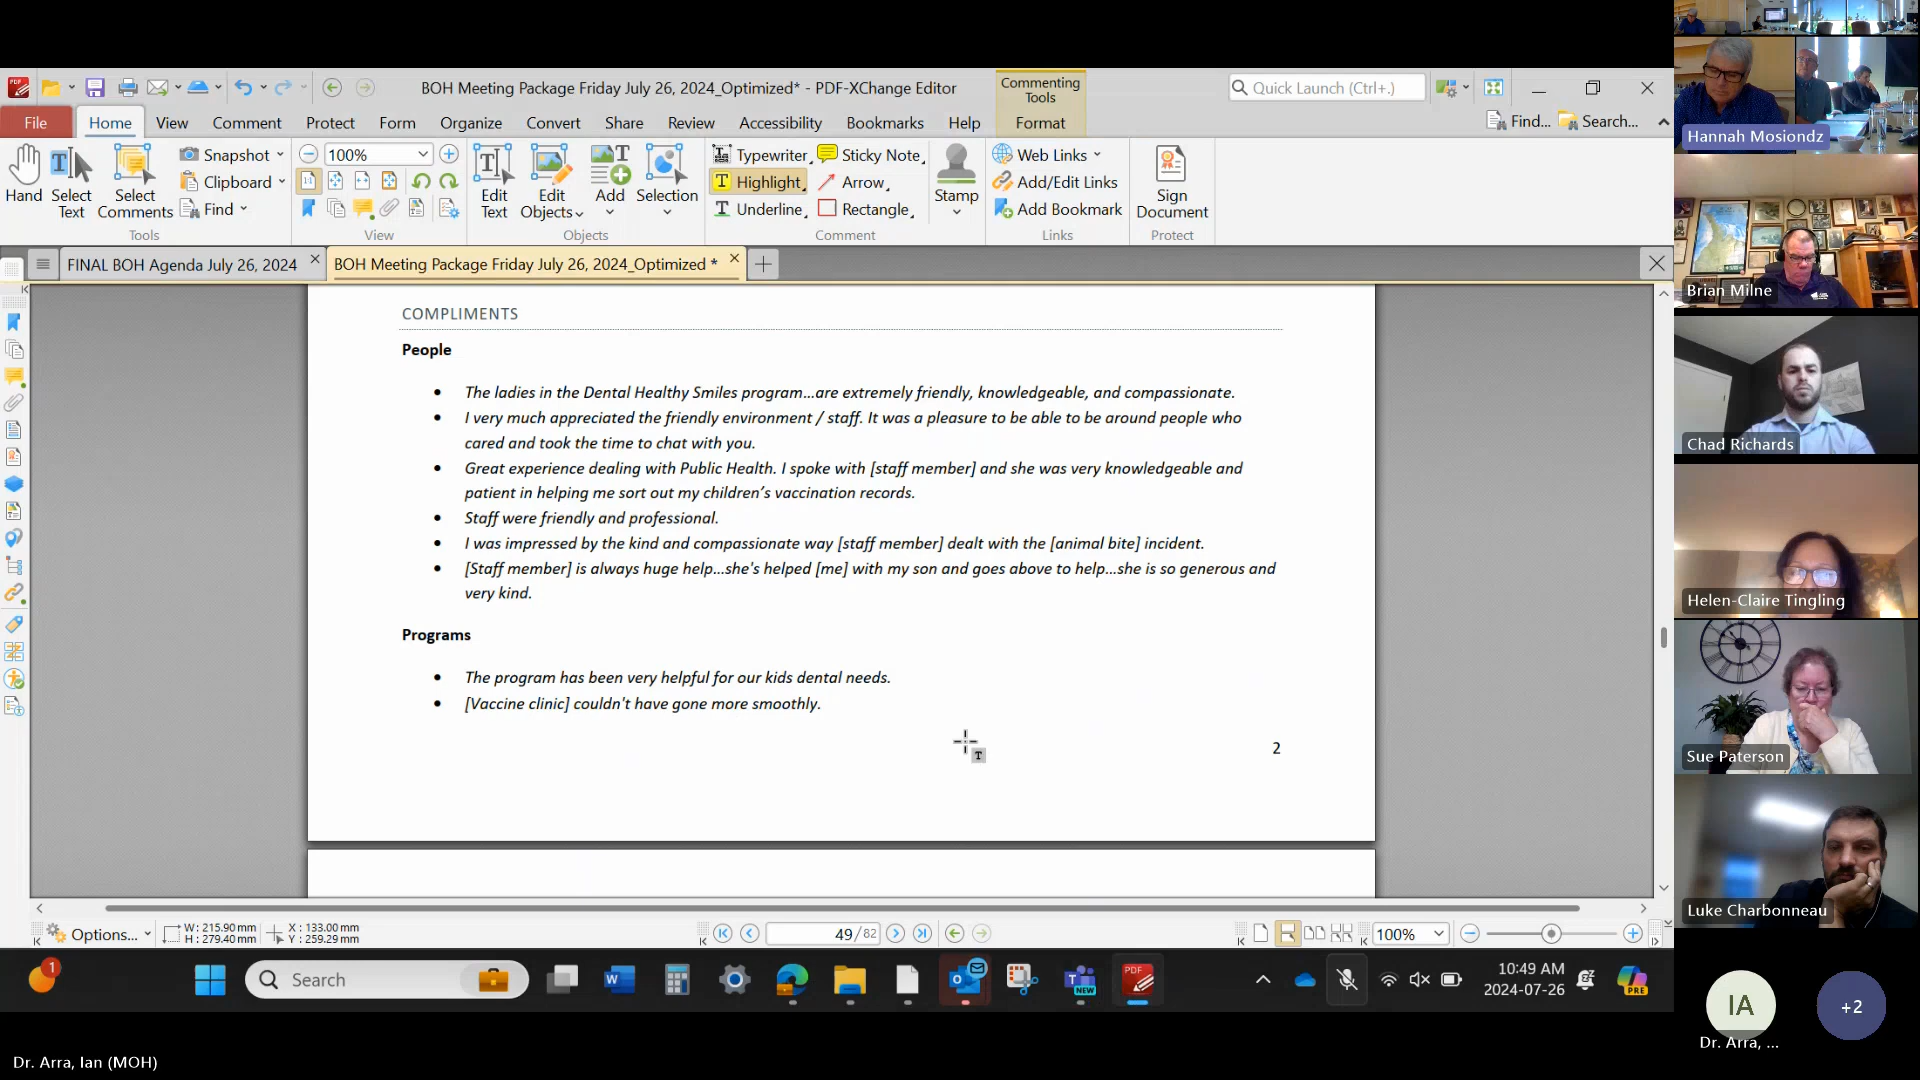 BOH Meeting Package Friday July 26, 2024_Optimized* - PDF-XChange Editor
Commenting Tools
Quick Launch (Ctrl+.)
File
Home
View
Comment
Protect
Form
Organize
Convert
Share
Review
Accessibility
Bookmarks
Help
Format
Find...
Search...
Hand
Select Text
Select Comments
Snapshot
Clipboard
Find
Tools
100%
View
Edit Text
Edit Objects
Add
Selection
Objects
Typewriter
Highlight
Underline
Sticky Note
Arrow
Rectangle
Stamp
Comment
Web Links
Add/Edit Links
Add Bookmark
Links
Sign Document
Protect
FINAL BOH Agenda July 26, 2024
BOH Meeting Package Friday July 26, 2024_Optimized *
COMPLIMENTS
People
• The ladies in the Dental Healthy Smiles program...are extremely friendly, knowledgeable, and compassionate.
• I very much appreciated the friendly environment / staff. It was a pleasure to be able to be around people who
cared and took the time to chat with you.
• Great experience dealing with Public Health. I spoke with [staff member] and she was very knowledgeable and
patient in helping me sort out my children’s vaccination records.
• Staff were friendly and professional.
• I was impressed by the kind and compassionate way [staff member] dealt with the [animal bite] incident.
• [Staff member] is always huge help...she's helped [me] with my son and goes above to help...she is so generous and
very kind.
Programs
• The program has been very helpful for our kids dental needs.
• [Vaccine clinic] couldn't have gone more smoothly.
2
Options...
W: 215.90 mm
H: 279.40 mm
X: 133.00 mm
Y: 259.29 mm
49 / 82
100%
1
Search
NEW
PDF
10:49 AM
2024-07-26
PRE
Hannah Mosiondz
Brian Milne
Chad Richards
Helen-Claire Tingling
Sue Paterson
Luke Charbonneau
IA
+2
Dr. Arra, ...
Dr. Arra, Ian (MOH)